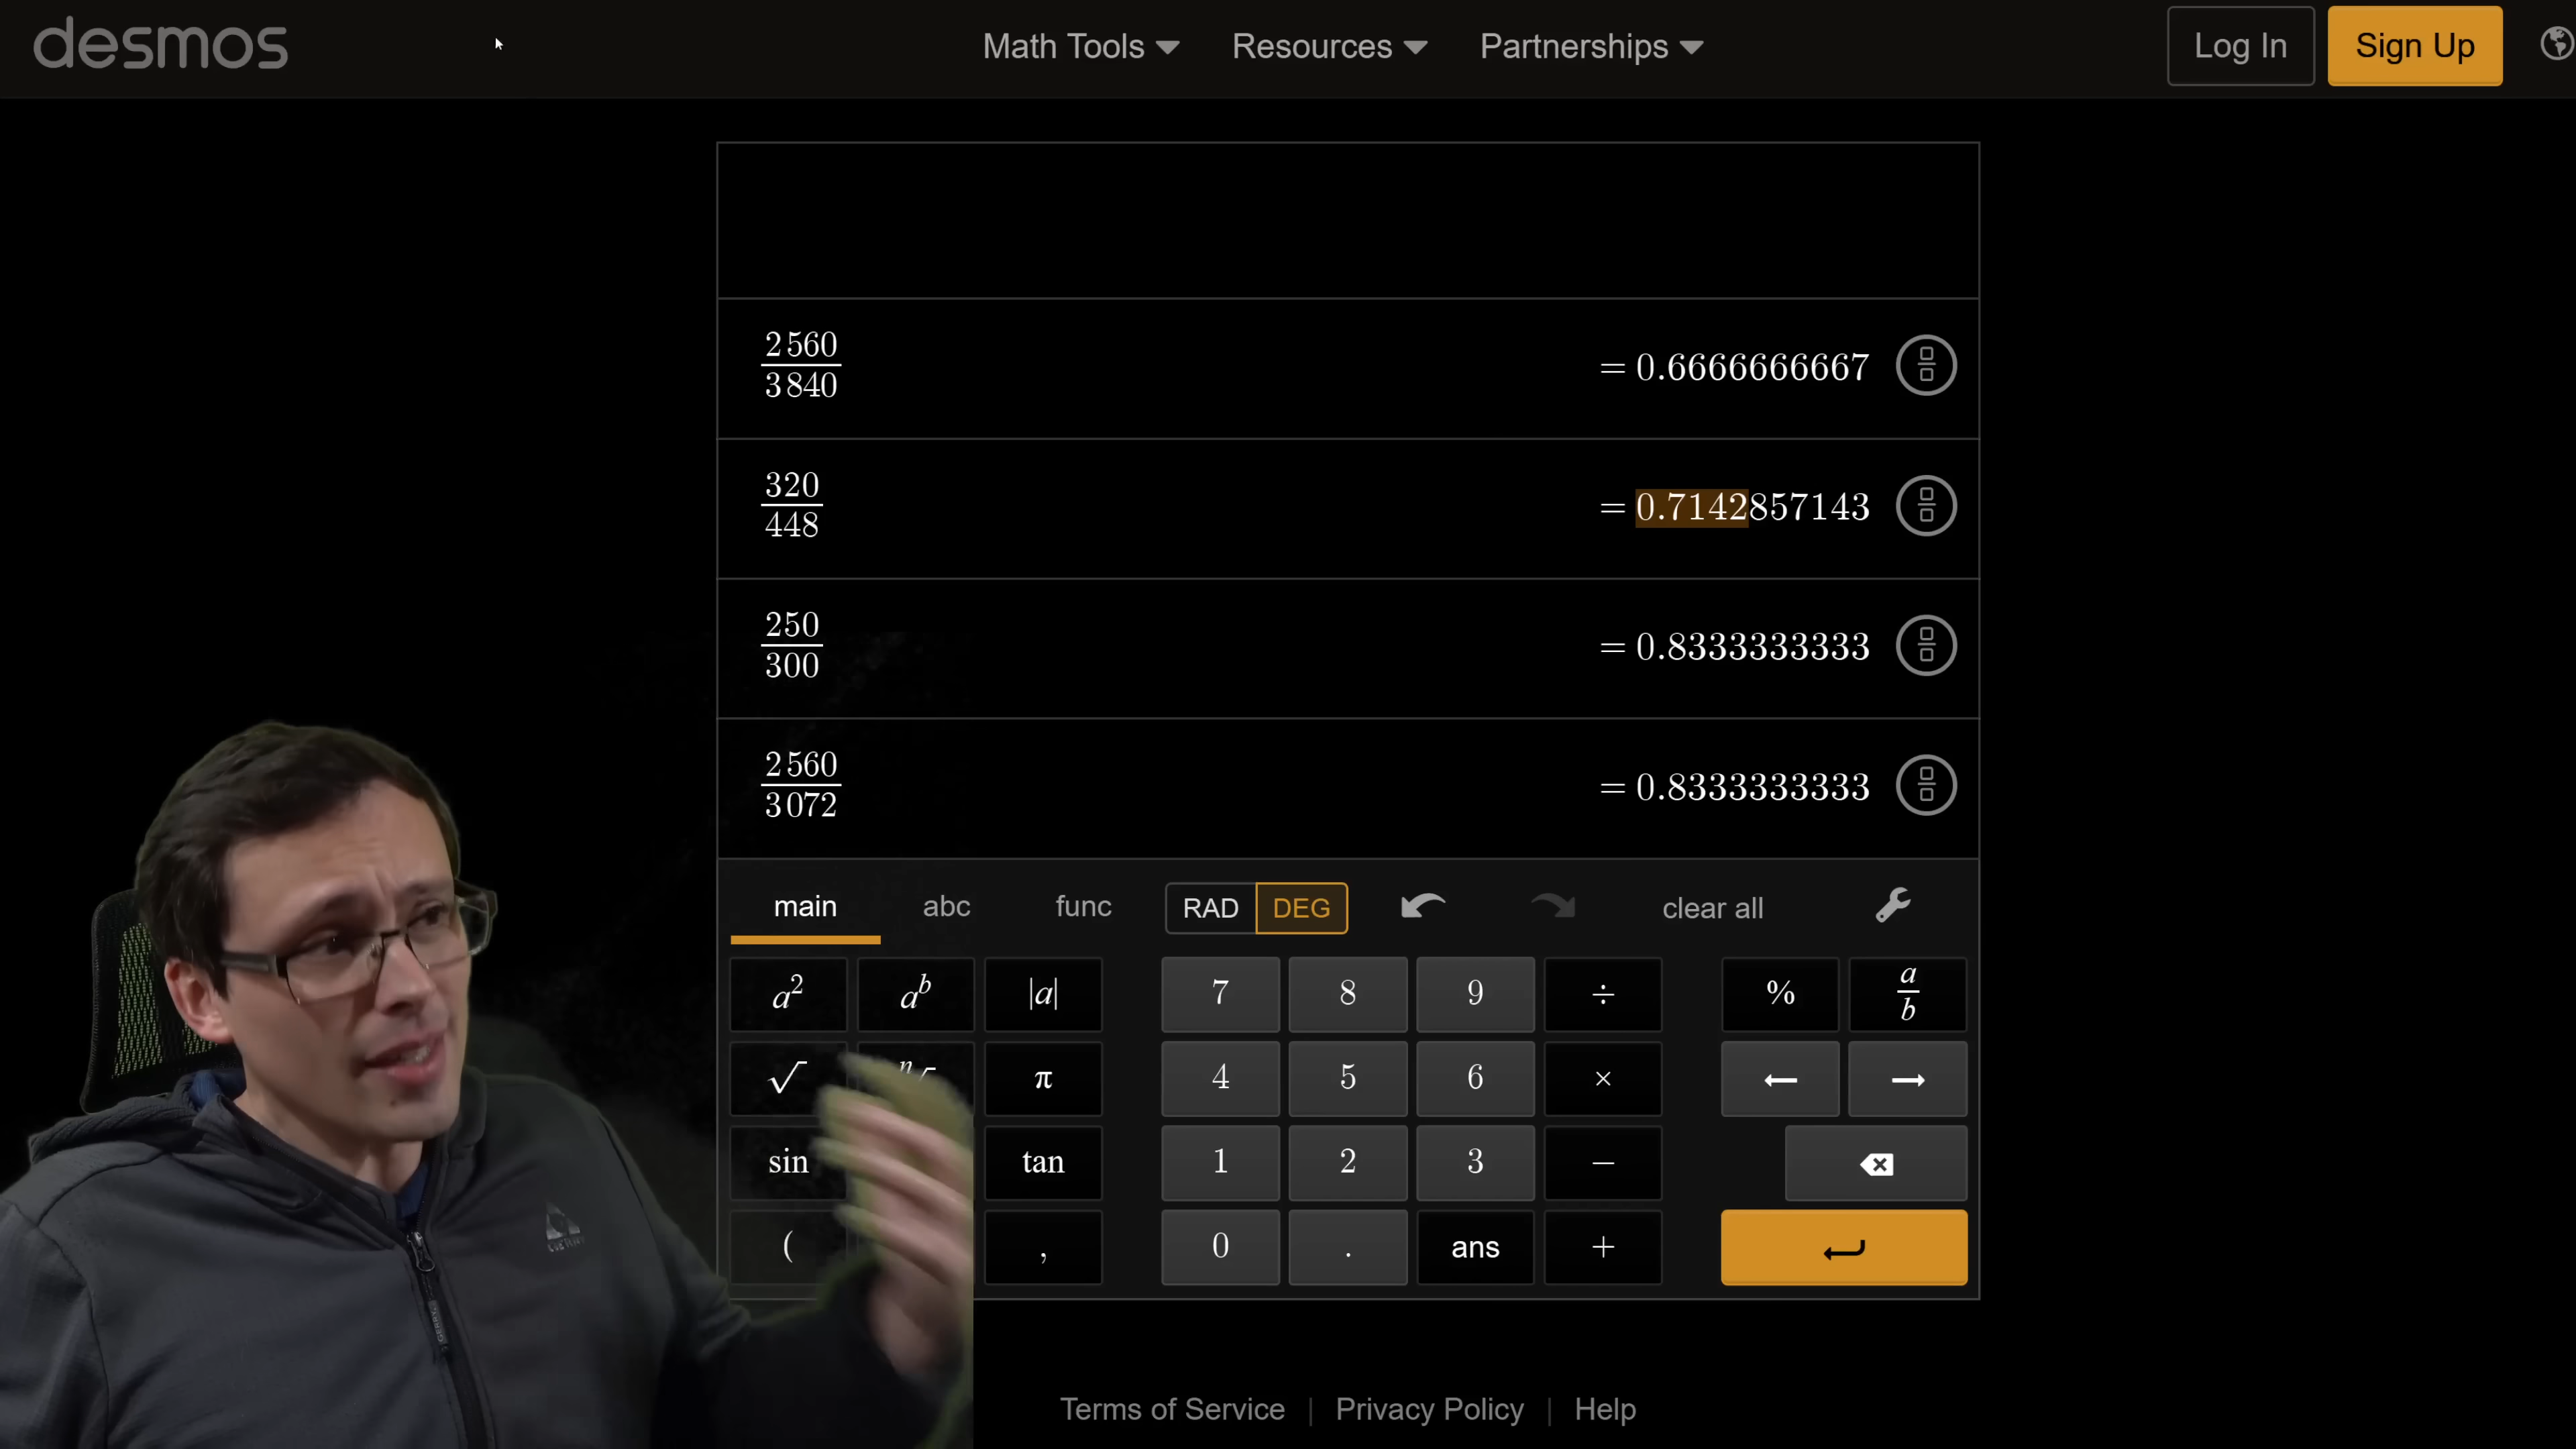 desmos
Math Tools
Resources
Partnerships
Log In
Sign Up
2560
3840
= 0.6666666667
320
448
= 0.7142857143
250
300
= 0.8333333333
2560
3072
= 0.8333333333
main abc func RAD DEG clear all
a² aᵇ |a| 7 8 9 ÷ % a/b
√ ⁿ√ π 4 5 6 × ← →
sin tan 1 2 3 −
( , 0 . ans +
Terms of Service | Privacy Policy | Help